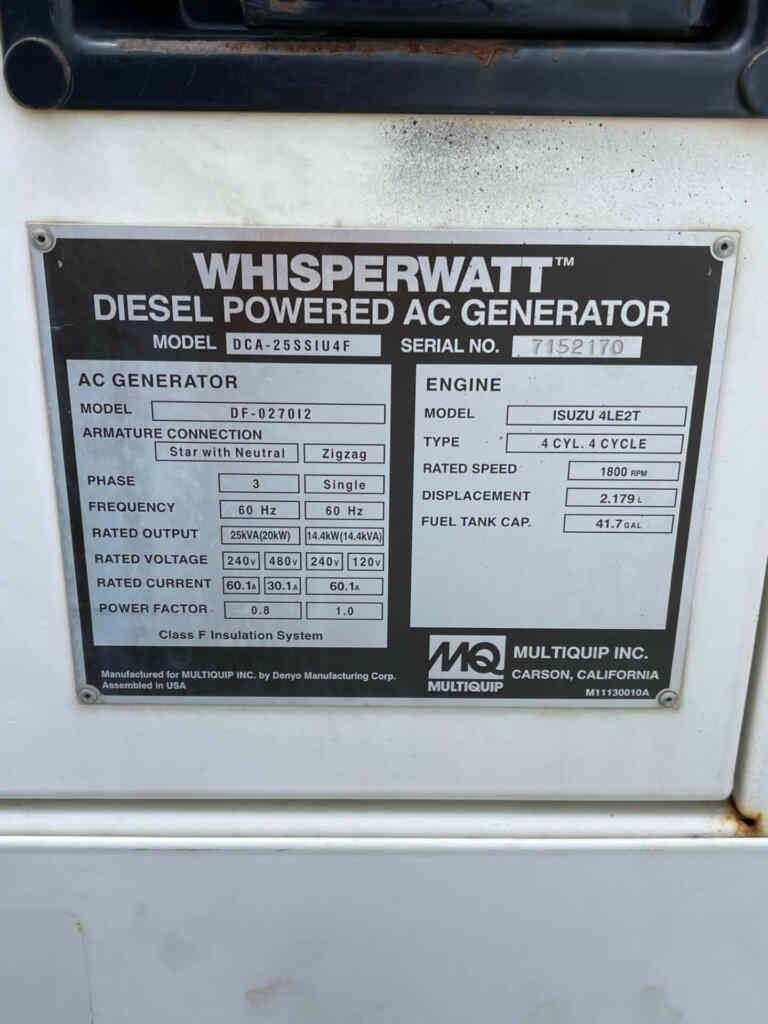 WHISPERWATT™
DIESEL POWERED AC GENERATOR
MODEL DCA-25SSIU4F SERIAL NO. 7152170
AC GENERATOR
MODEL DF-0270I2
ARMATURE CONNECTION
Star with Neutral Zigzag
PHASE 3 Single
FREQUENCY 60 Hz 60 Hz
RATED OUTPUT 25kVA(20kW) 14.4kW(14.4kVA)
RATED VOLTAGE 240V 480V 240V 120V
RATED CURRENT 60.1A 30.1A 60.1A
POWER FACTOR 0.8 1.0
Class F Insulation System
ENGINE
MODEL ISUZU 4LE2T
TYPE 4 CYL. 4 CYCLE
RATED SPEED 1800 RPM
DISPLACEMENT 2.179 L
FUEL TANK CAP. 41.7 GAL
Manufactured for MULTIQUIP INC. by Denyo Manufacturing Corp.
Assembled in USA
MQ
MULTIQUIP
MULTIQUIP INC.
CARSON, CALIFORNIA
M11130010A